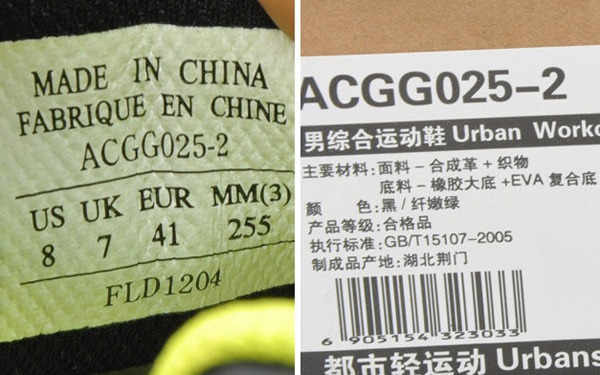 MADE IN CHINA
FABRIQUE EN CHINE
ACGG025-2
US UK EUR MM(3)
8 7 41 255
FLD1204
ACGG025-2
男综合运动鞋 Urban
主要材料:面料-合成革+织物
底料-橡胶大底+EVA复合底
颜 色:黑/纤嫩绿
产品等级:合格品
执行标准:GB/T15107-2005
制成品产地:湖北荆门
6 905154 323033
都市轻运动 Urbans